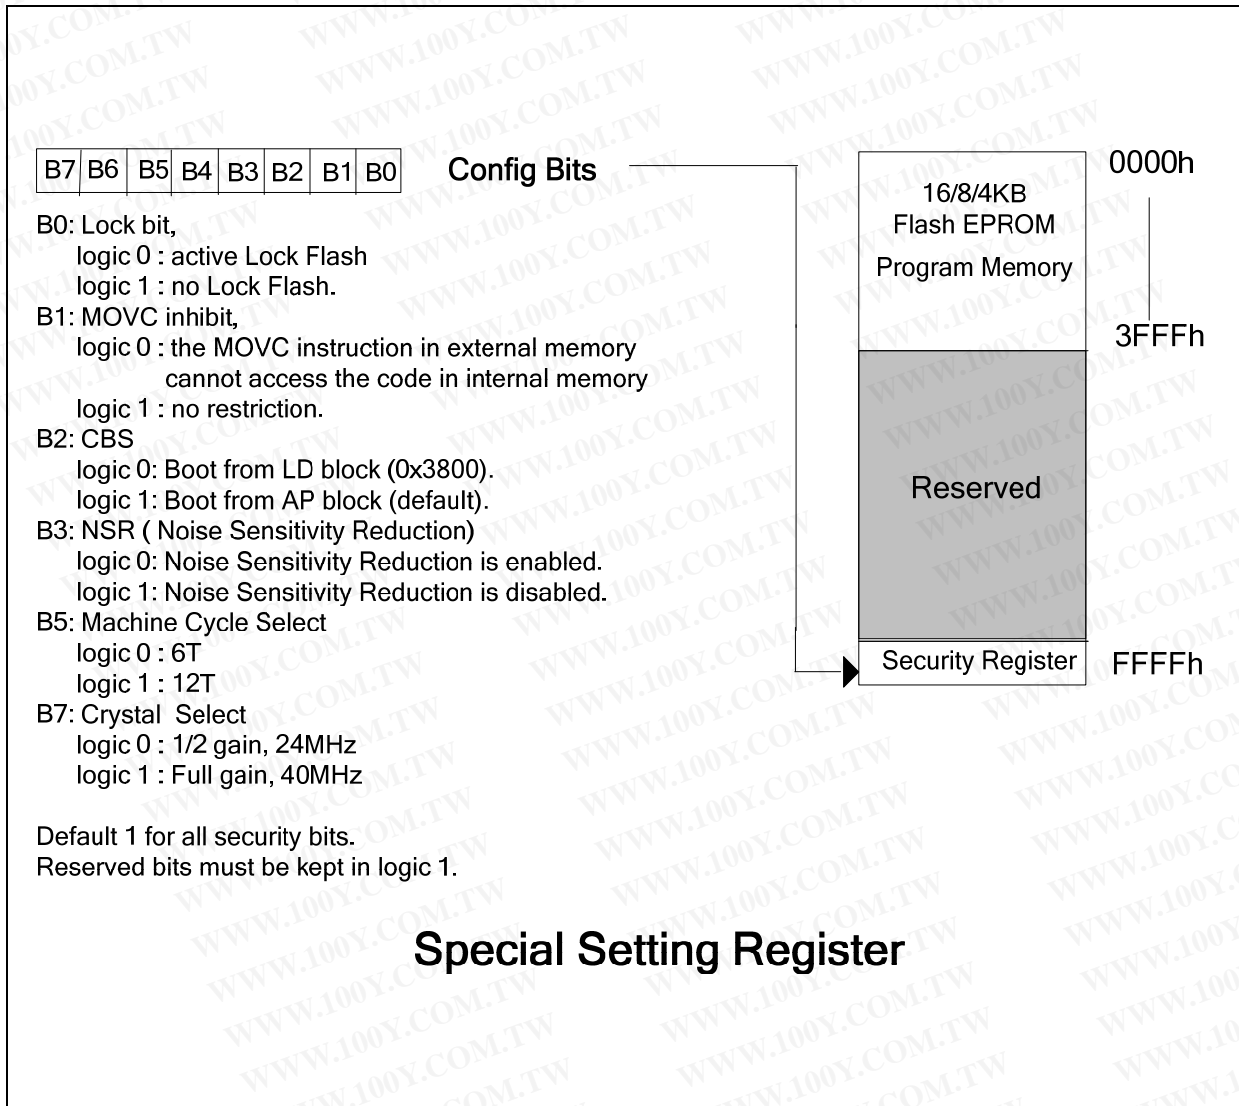 B7 B6 B5 B4 B3 B2 B1 B0
Config Bits
B0: Lock bit,
logic 0 : active Lock Flash
logic 1 : no Lock Flash.
B1: MOVC inhibit,
logic 0 : the MOVC instruction in external memory
cannot access the code in internal memory
logic 1 : no restriction.
B2: CBS
logic 0: Boot from LD block (0x3800).
logic 1: Boot from AP block (default).
B3: NSR ( Noise Sensitivity Reduction)
logic 0: Noise Sensitivity Reduction is enabled.
logic 1: Noise Sensitivity Reduction is disabled.
B5: Machine Cycle Select
logic 0 : 6T
logic 1 : 12T
B7: Crystal Select
logic 0 : 1/2 gain, 24MHz
logic 1 : Full gain, 40MHz
Default 1 for all security bits.
Reserved bits must be kept in logic 1.
16/8/4KB
Flash EPROM
Program Memory
0000h
3FFFh
Reserved
Security Register
FFFFh
Special Setting Register
WWW.100Y.COM.TW